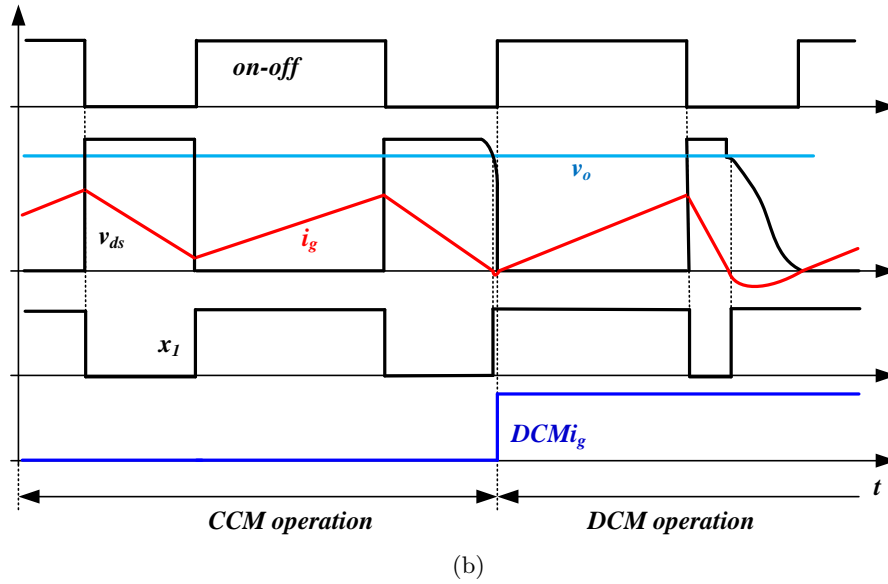 on-off
v_o
v_ds
i_g
x_1
DCMi_g
t
CCM operation
DCM operation
(b)